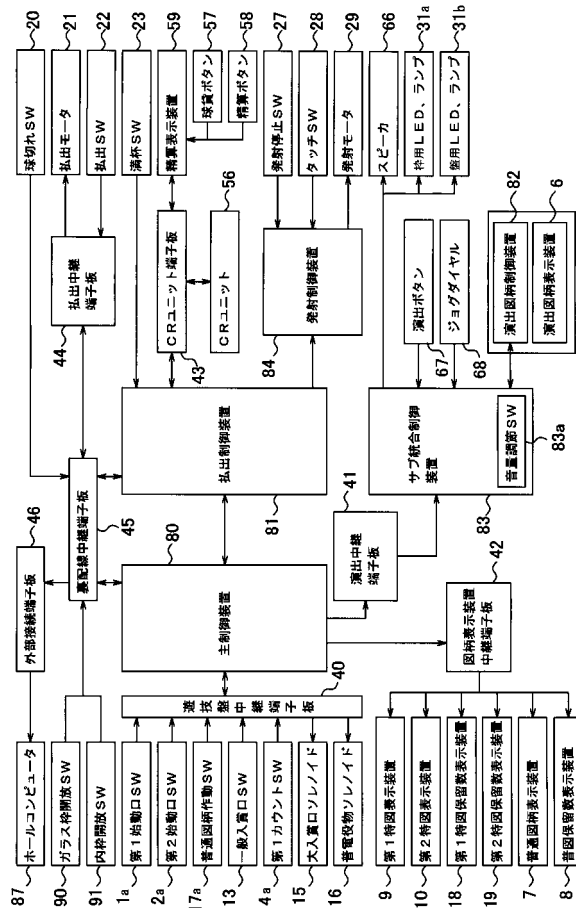 87
ホールコンピュータ
90
ガラス枠開放SW
91
内枠開放SW
1a
第1始動口SW
2a
第2始動口SW
17a
普通図柄作動SW
13
一般入賞口SW
4a
第1カウントSW
15
大入賞口ソレノイド
16
普電役物ソレノイド
9
第1特図表示装置
10
第2特図表示装置
18
第1特図保留数表示装置
19
第2特図保留数表示装置
7
普通図柄表示装置
8
普図保留数表示装置
46
外部接続端子板
45
裏配線中継端子板
40
遊技盤中継端子板
80
主制御装置
41
演出中継
端子板
42
図柄表示装置
中継端子板
44
払出中継
端子板
81
払出制御装置
43
CRユニット端子板
56
CRユニット
84
発射制御装置
83
サブ統合制御
装置
83a
音量調節SW
67
演出ボタン
68
ジョグダイヤル
82
演出図柄制御装置
6
演出図柄表示装置
20
球切れSW
21
払出モータ
22
払出SW
23
満杯SW
59
精算表示装置
57
球貸ボタン
58
精算ボタン
27
発射停止SW
28
タッチSW
29
発射モータ
66
スピーカ
31a
枠用LED、ランプ
31b
盤用LED、ランプ